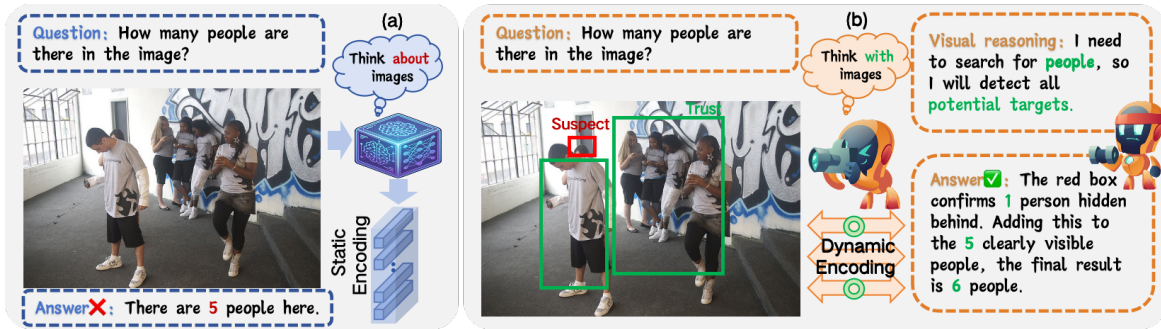 Question: How many people are
there in the image?
(a)
Think about
images
Static
Encoding
Answer❌: There are 5 people here.
Question: How many people are
there in the image?
(b)
Think with
images
Visual reasoning: I need
to search for people, so
I will detect all
potential targets.
Suspect
Trust
Dynamic
Encoding
Answer✅: The red box
confirms 1 person hidden
behind. Adding this to
the 5 clearly visible
people, the final result
is 6 people.